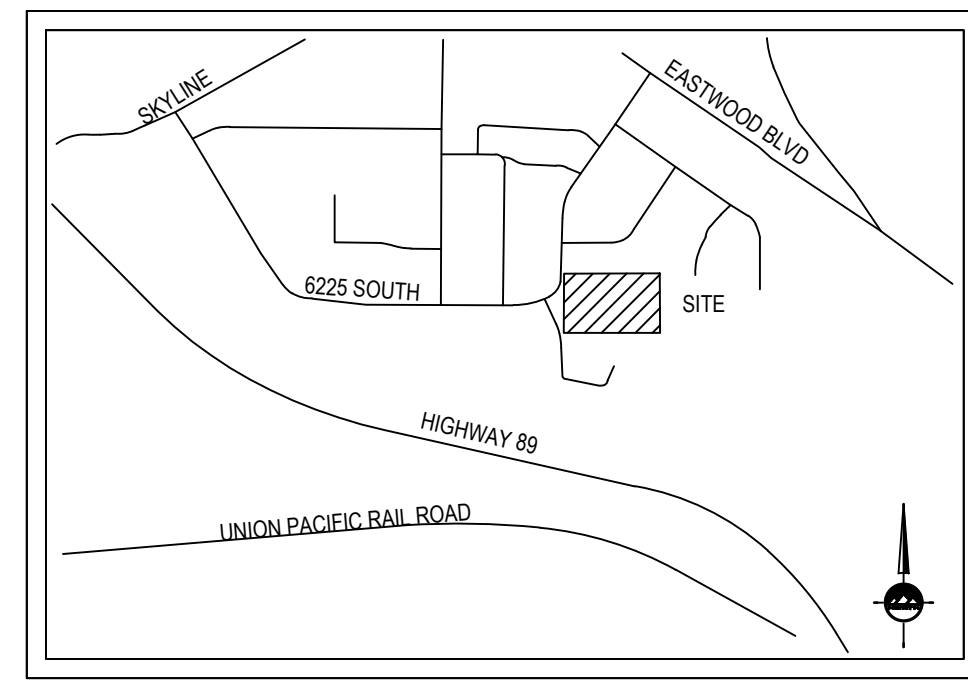 SKYLINE
EASTWOOD BLVD
6225 SOUTH
SITE
HIGHWAY 89
UNION PACIFIC RAIL ROAD